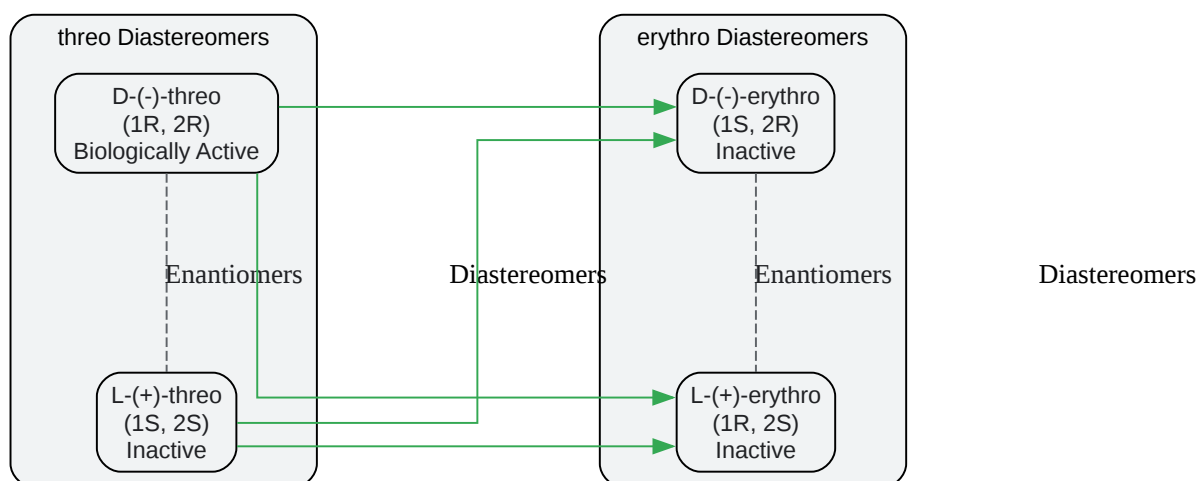 threo Diastereomers
erythro Diastereomers
D-(-)-threo
(1R, 2R)
Biologically Active
D-(-)-erythro
(1S, 2R)
Inactive
Enantiomers
Diastereomers
Enantiomers
Diastereomers
L-(+)-threo
(1S, 2S)
Inactive
L-(+)-erythro
(1R, 2S)
Inactive